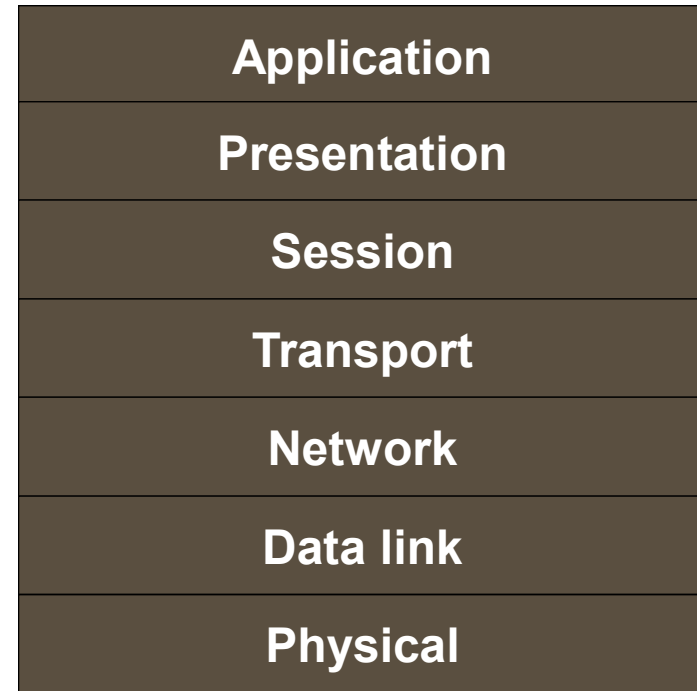 Application
Presentation
Session
Transport
Network
Data link
Physical